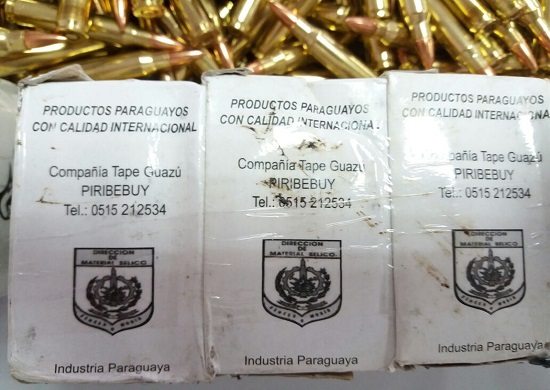 PRODUCTOS PARAGUAYOS
CON CALIDAD INTERNACIONAL
Compañía Tape Guazú
PIRIBEBUY
Tel.: 0515 212534
DIRECCION
DE
MATERIAL BELICO
Industria Paraguaya
PRODUCTOS PARAGUAYOS
CON CALIDAD INTERNACIONAL
Compañía Tape Guazú
PIRIBEBUY
Tel.: 0515 212534
DIRECCION
DE
MATERIAL BELICO.
Industria Paraguaya
PRODUCTOS PARAGUAYOS
CON CALIDAD INTERNACIONAL
Compañía Tape Guazú
PIRIBEBUY
Tel.: 0515 212534
DIRECCION
DE
MATERIAL BELICO
Industria Paraguaya